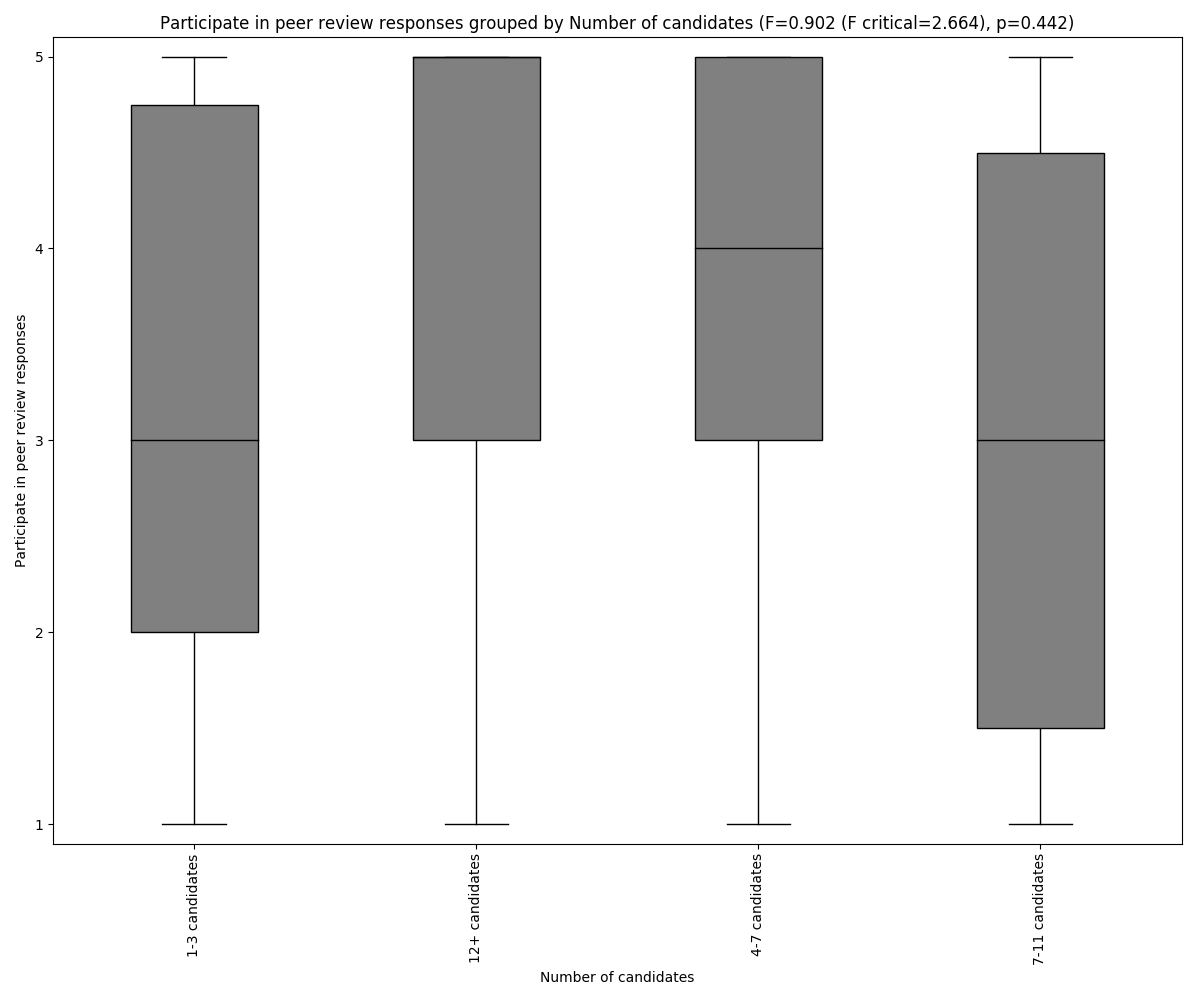 Participate in peer review responses grouped by Number of candidates (F=0.902 (F critical=2.664), p=0.442)
Participate in peer review responses
5
4
3
2
1
1-3 candidates
12+ candidates
4-7 candidates
7-11 candidates
Number of candidates